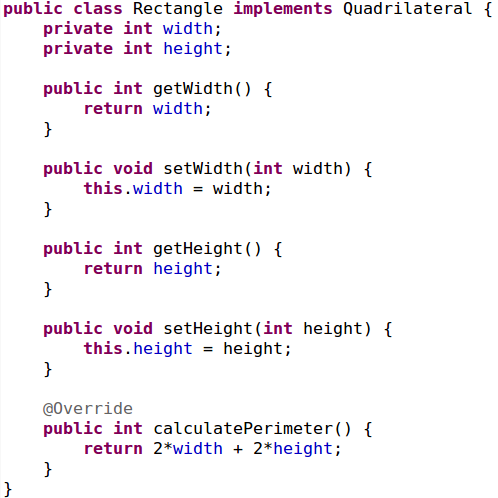 public class Rectangle implements Quadrilateral {
    private int width;
    private int height;

    public int getWidth() {
        return width;
    }

    public void setWidth(int width) {
        this.width = width;
    }

    public int getHeight() {
        return height;
    }

    public void setHeight(int height) {
        this.height = height;
    }

    @Override
    public int calculatePerimeter() {
        return 2*width + 2*height;
    }
}